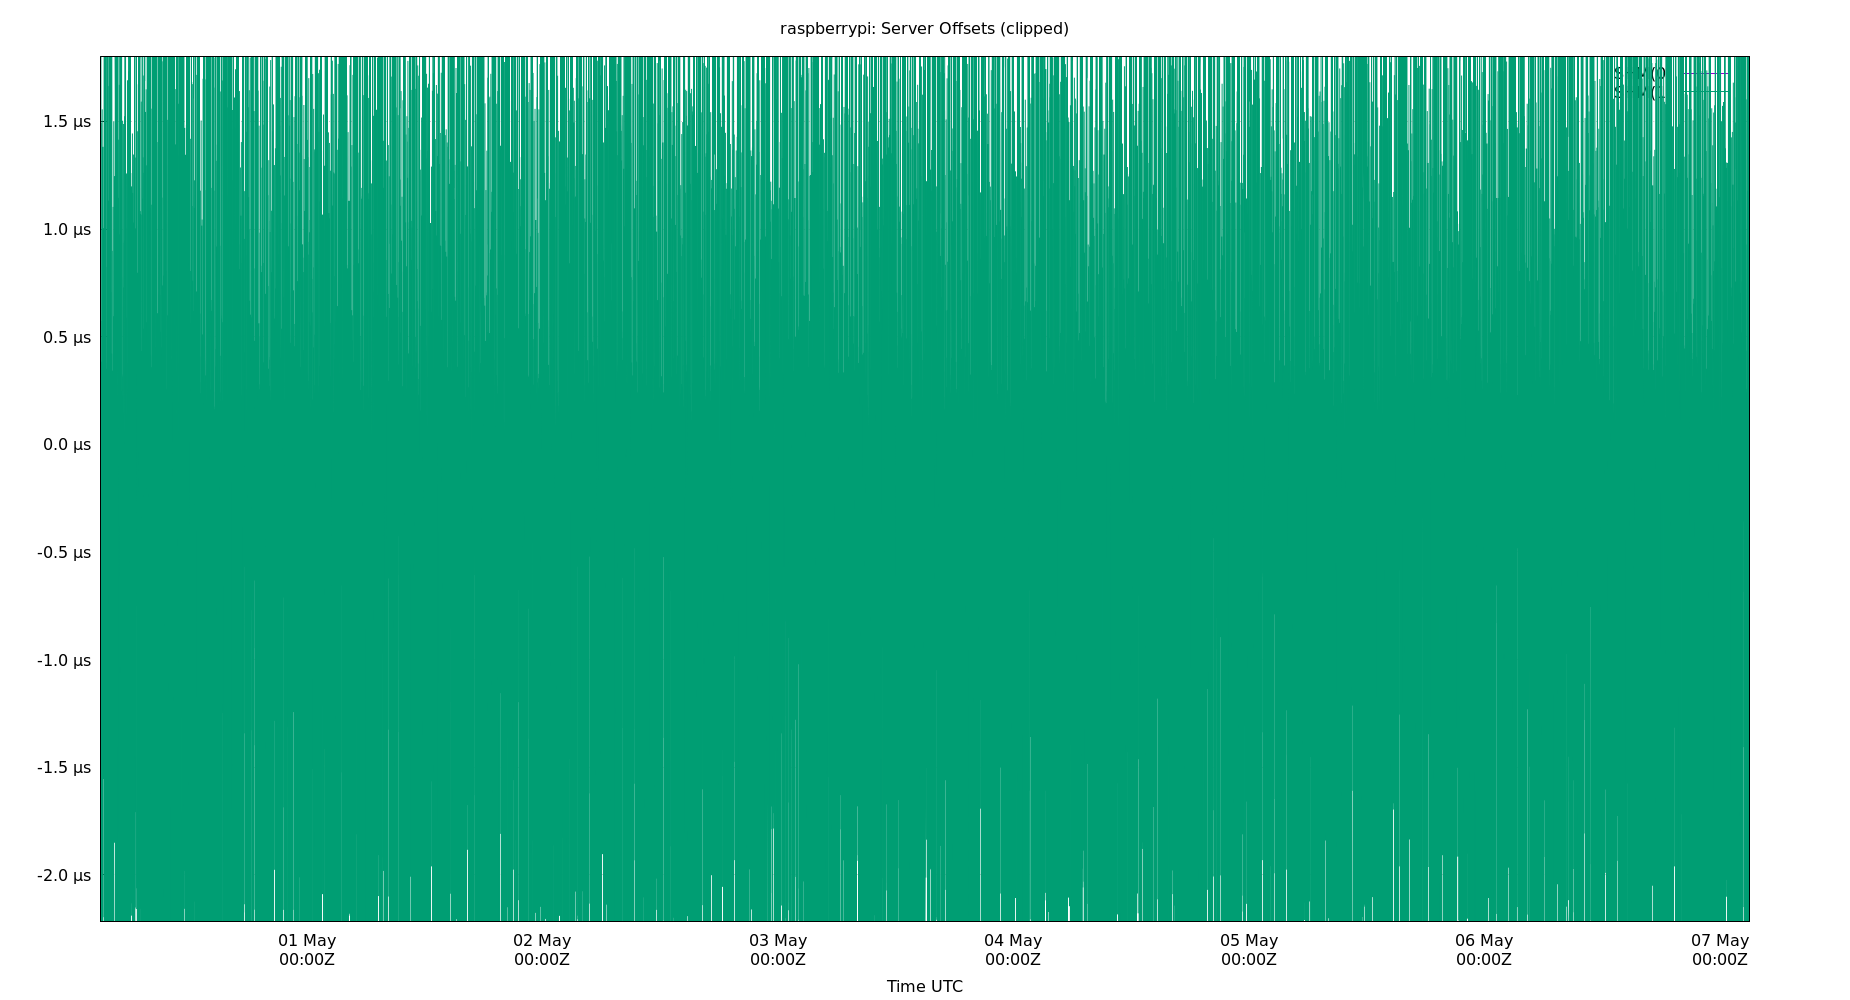 raspberrypi: Server Offsets (clipped)
1.5 µs
1.0 µs
0.5 µs
0.0 µs
-0.5 µs
-1.0 µs
-1.5 µs
-2.0 µs
01 May
00:00Z
02 May
00:00Z
03 May
00:00Z
04 May
00:00Z
05 May
00:00Z
06 May
00:00Z
07 May
00:00Z
Time UTC